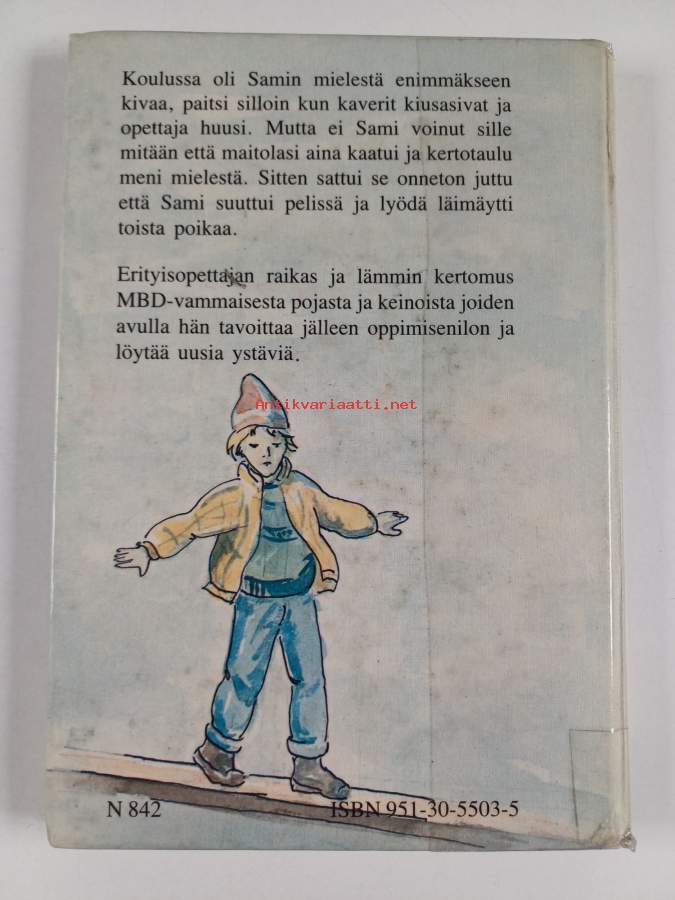 Koulussa oli Samin mielestä enimmäkseen
kivaa, paitsi silloin kun kaverit kiusasivat ja
opettaja huusi. Mutta ei Sami voinut sille
mitään että maitolasi aina kaatui ja kertotaulu
meni mielestä. Sitten sattui se onneton juttu
että Sami suuttui pelissä ja lyödä läimäytti
toista poikaa.
Erityisopettajan raikas ja lämmin kertomus
MBD-vammaisesta pojasta ja keinoista joiden
avulla hän tavoittaa jälleen oppimisenilon ja
löytää uusia ystäviä.
Antikvariaatti.net
N 842
ISBN 951-30-5503-5